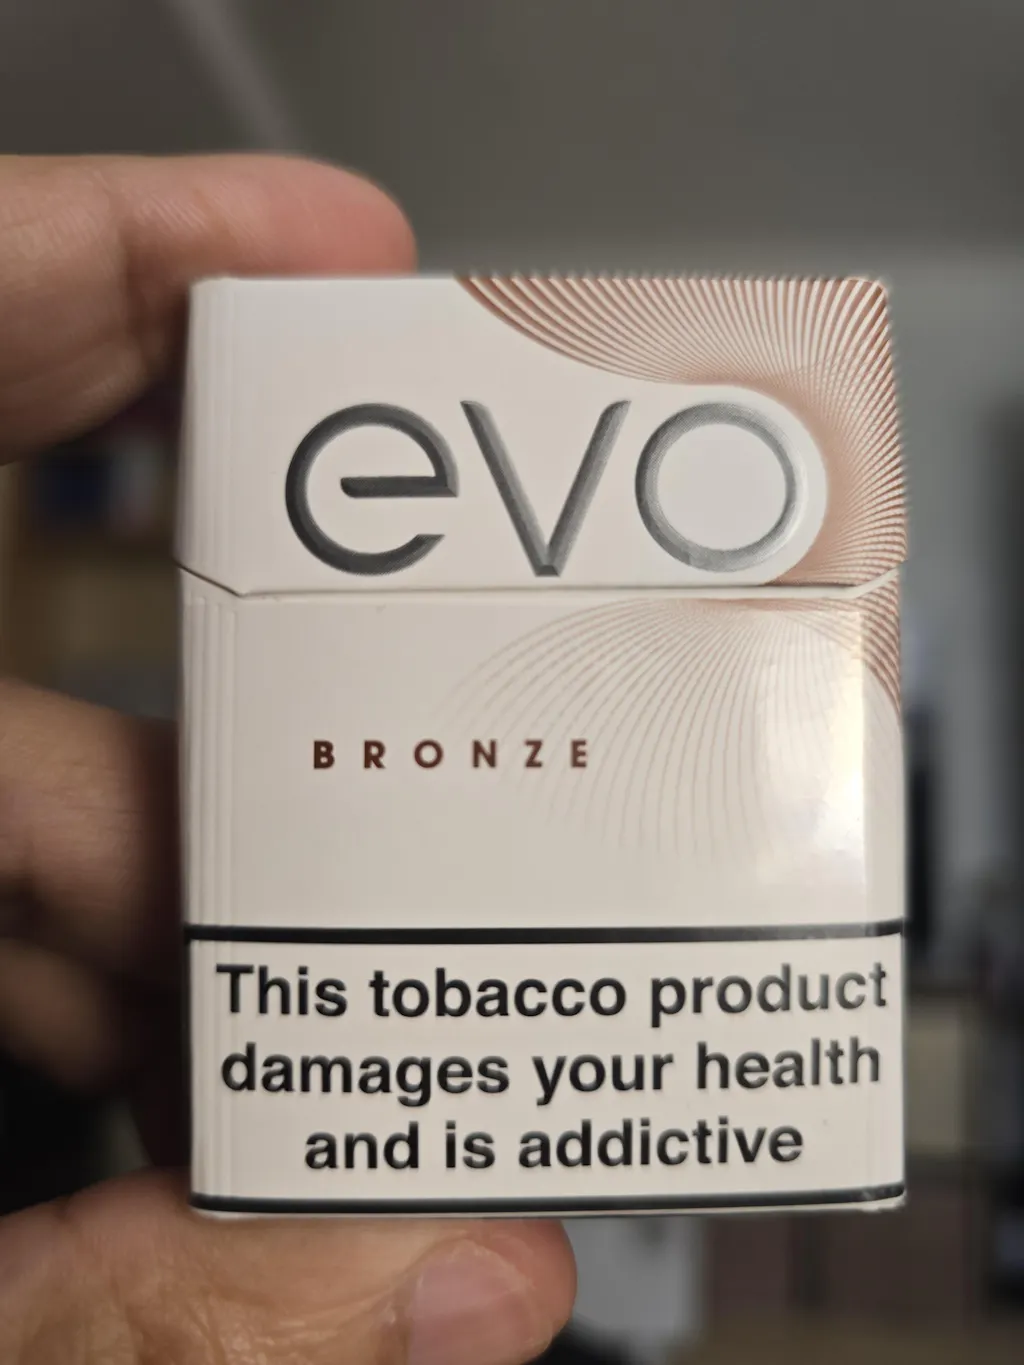 evo
BRONZE
This tobacco product
damages your health
and is addictive